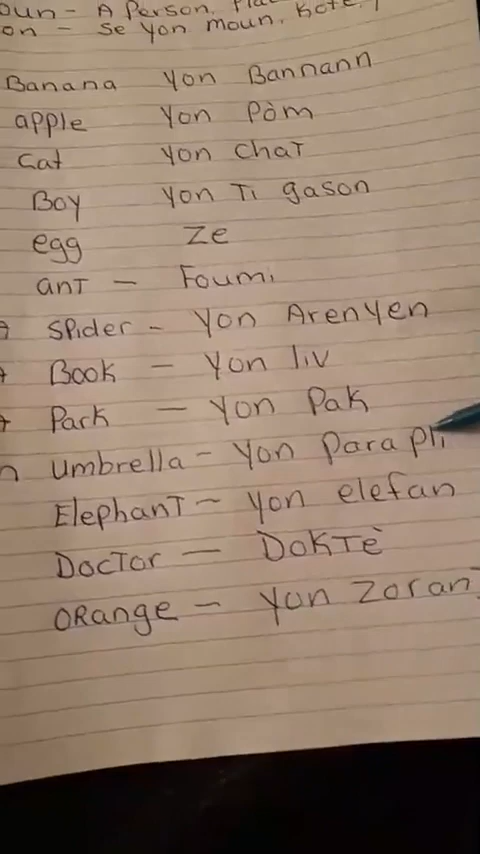 oun - A Person, Pla
on - Se Yon moun, Kote,
Banana Yon Bannann
apple Yon Pòm
Cat Yon ChaT
Boy Yon Ti gason
egg Ze
anT - Foumi
Spider - Yon Arenyen
Book - Yon liv
Park - Yon Pak
n umbrella - Yon Parapli
ElephanT - Yon elefan
DocTor - DokTè
ORange - Yon Zoran